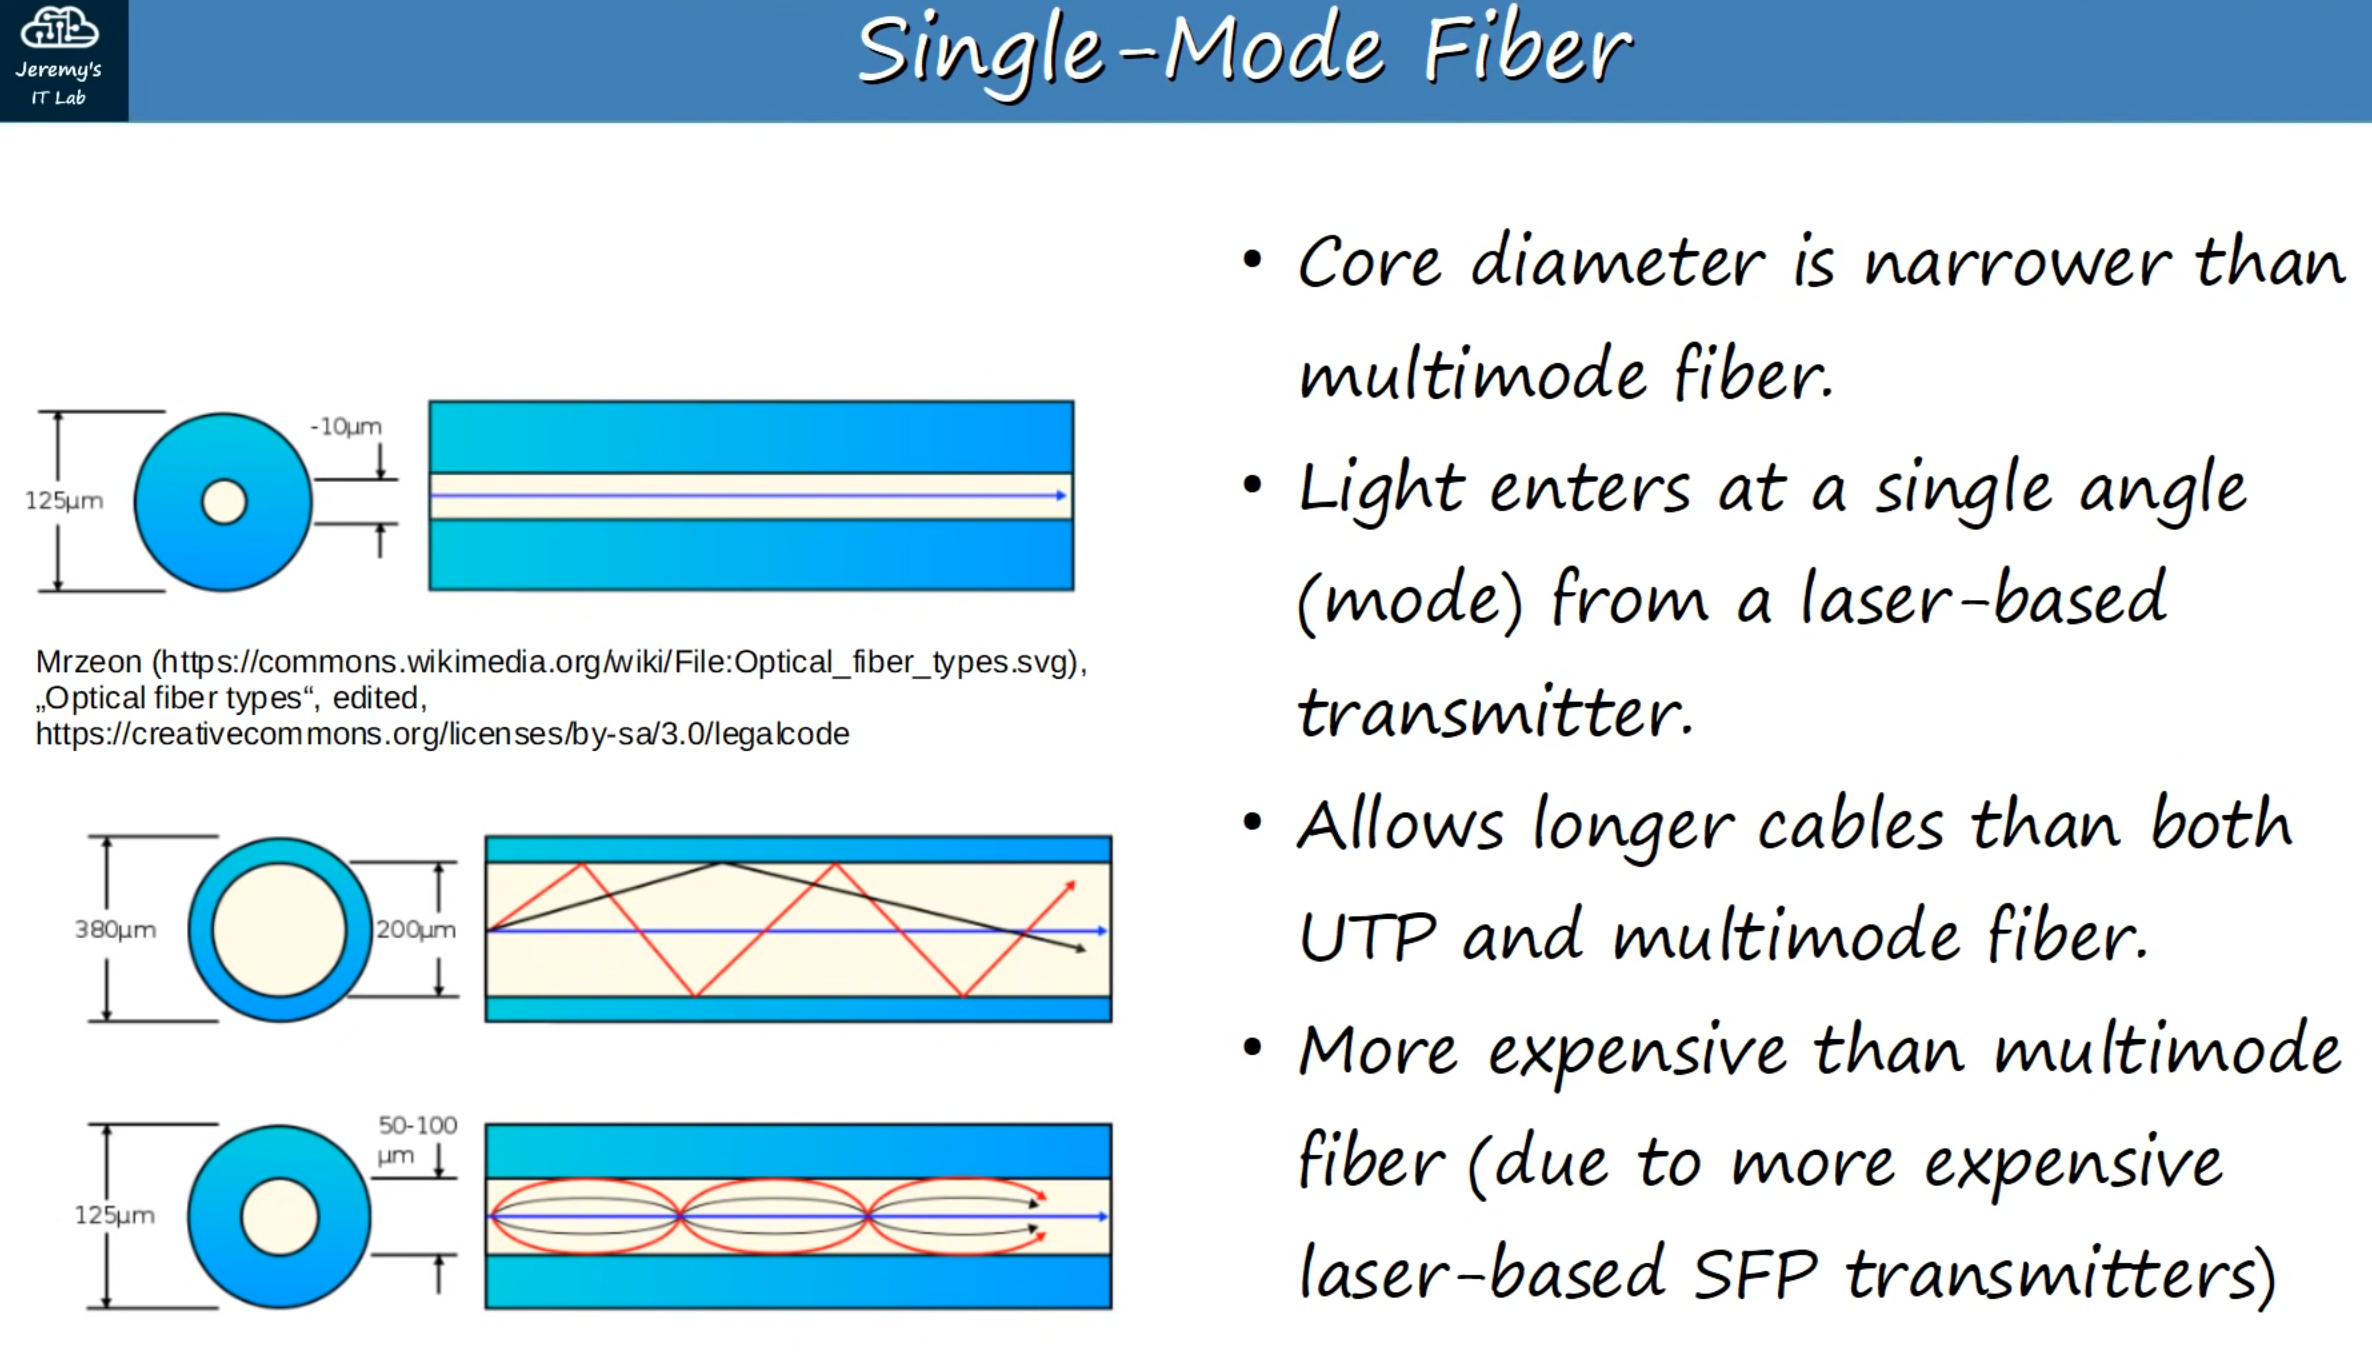 Jeremy's
IT Lab
Single-Mode Fiber
-10µm
125µm
Mrzeon (https://commons.wikimedia.org/wiki/File:Optical_fiber_types.svg),
„Optical fiber types“, edited,
https://creativecommons.org/licenses/by-sa/3.0/legalcode
380µm
200µm
50-100
µm
125µm
• Core diameter is narrower than
multimode fiber.
• Light enters at a single angle
(mode) from a laser-based
transmitter.
• Allows longer cables than both
UTP and multimode fiber.
• More expensive than multimode
fiber (due to more expensive
laser-based SFP transmitters)